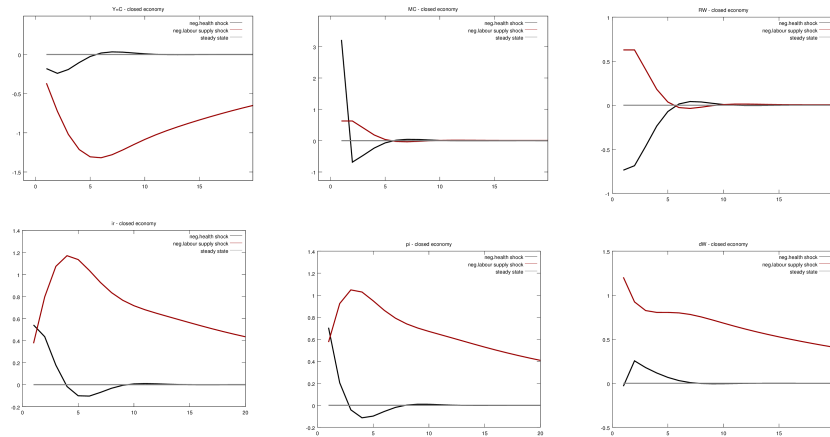 Y=C - closed economy
neg.health shock
neg.labour supply shock
steady state
0
-0.5
-1
-1.5
0
5
10
15
MC - closed economy
neg.health shock
neg.labour supply shock
steady state
3
2
1
0
-1
0
5
10
15
RW - closed economy
neg.health shock
neg.labour supply shock
steady state
1
0.5
0
-0.5
-1
0
5
10
15
ir - closed economy
neg.health shock
neg.labour supply shock
steady state
1.4
1.2
1
0.8
0.6
0.4
0.2
0
-0.2
0
5
10
15
20
pi - closed economy
neg.health shock
neg.labour supply shock
steady state
1.4
1.2
1
0.8
0.6
0.4
0.2
0
-0.2
0
5
10
15
20
dW - closed economy
neg.health shock
neg.labour supply shock
steady state
1.5
1
0.5
0
-0.5
0
5
10
15